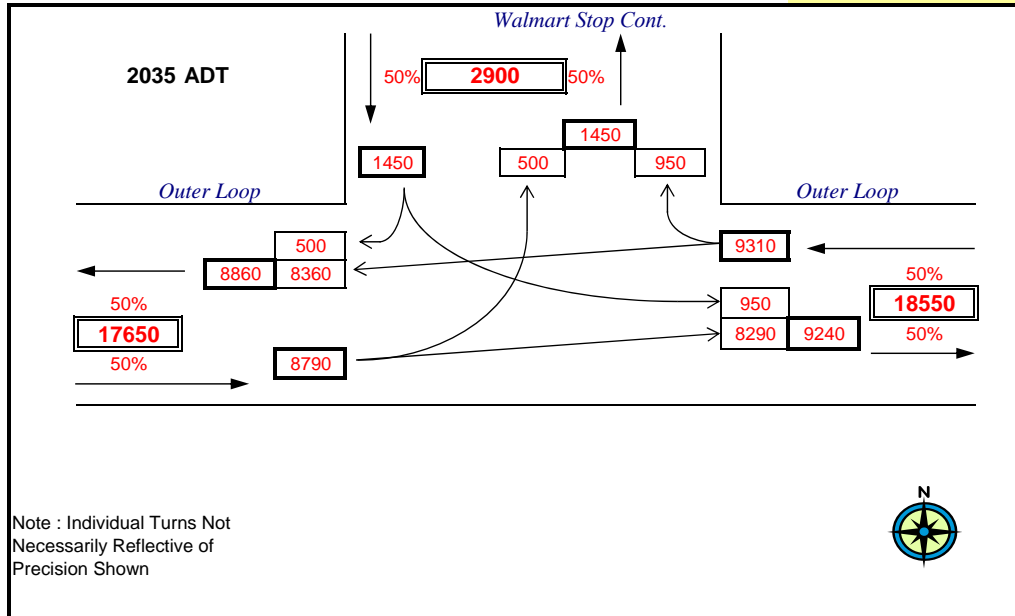 Walmart Stop Cont.
2035 ADT
50% 2900 50%
1450
1450
500 950
Outer Loop
Outer Loop
500
9310
8860 8360
50%
50%
950
18550
17650
8290 9240
50%
50%
8790
N
Note : Individual Turns Not
Necessarily Reflective of
Precision Shown